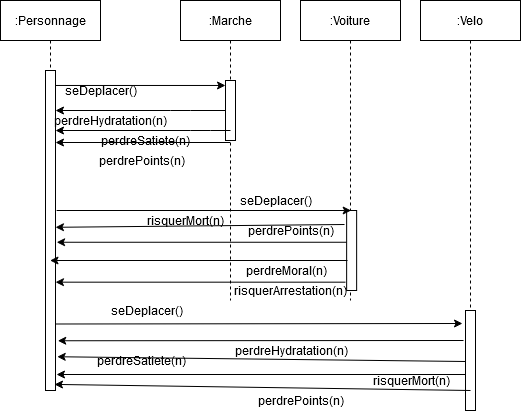 :Personnage
:Marche
:Voiture
:Velo
seDeplacer()
perdreHydratation(n)
perdreSatiete(n)
perdrePoints(n)
seDeplacer()
risquerMort(n)
perdrePoints(n)
perdreMoral(n)
risquerArrestation(n)
seDeplacer()
perdreHydratation(n)
perdreSatiete(n)
risquerMort(n)
perdrePoints(n)